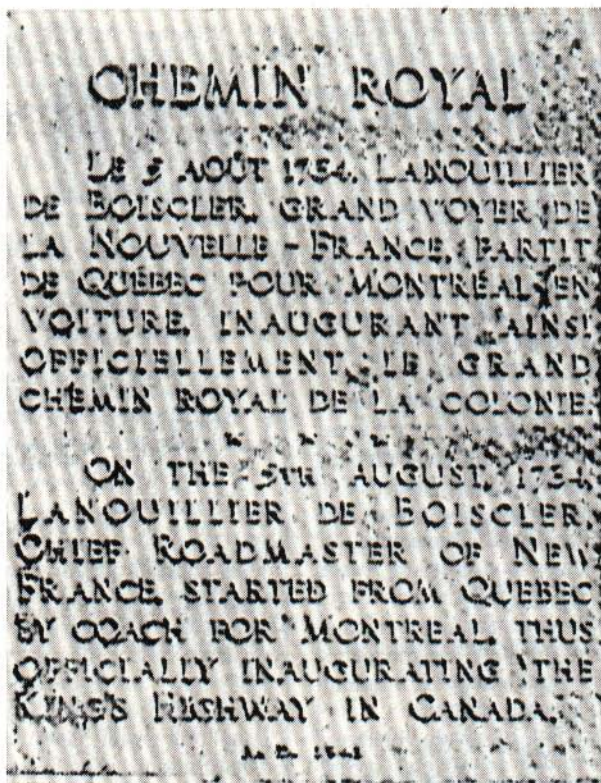 CHEMIN ROYAL
LE 5 AOÛT 1734, LANOUILLIER
DE BOISCLER, GRAND VOYER DE
LA NOUVELLE-FRANCE, PARTIT
DE QUÉBEC POUR MONTRÉAL EN
VOITURE, INAUGURANT AINSI
OFFICIELLEMENT LE GRAND
CHEMIN ROYAL DE LA COLONIE.
ON THE 5TH AUGUST, 1734,
LANOUILLIER DE BOISCLER,
CHIEF ROADMASTER OF NEW
FRANCE, STARTED FROM QUEBEC
BY COACH FOR MONTREAL, THUS
OFFICIALLY INAUGURATING THE
KING'S HIGHWAY IN CANADA.